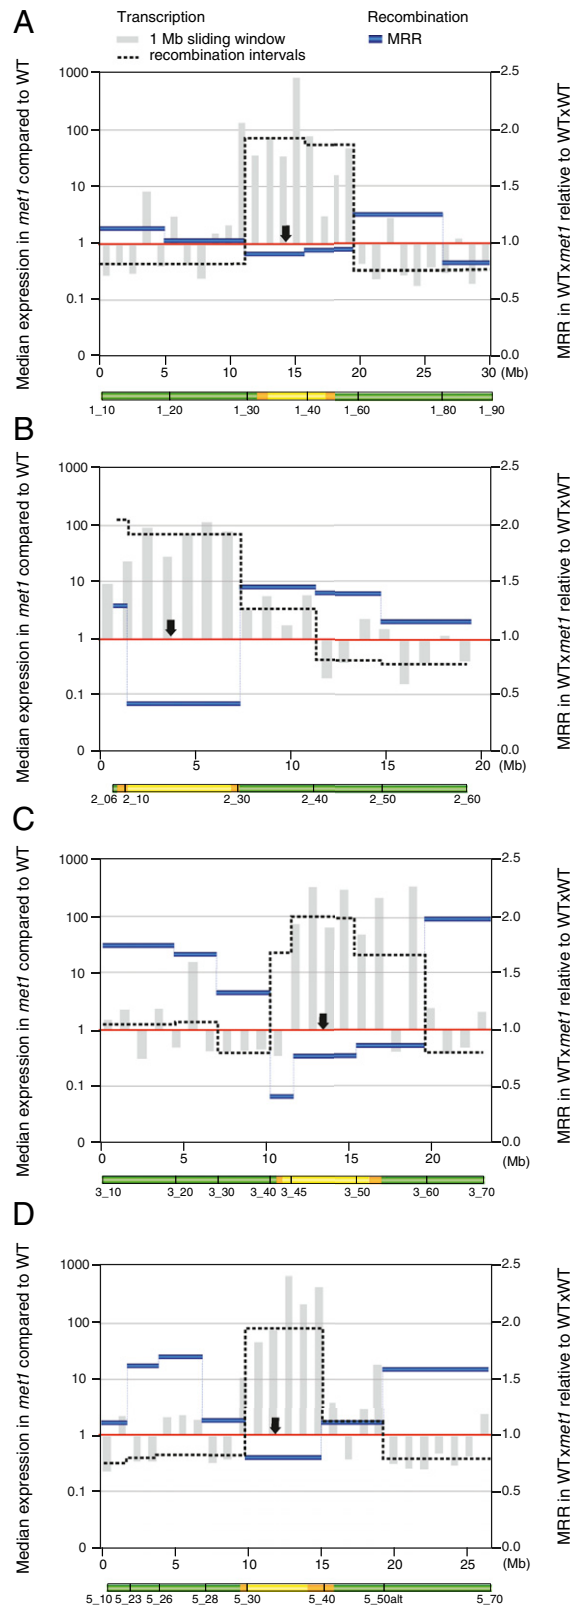 A
Transcription
Recombination
1 Mb sliding window
MRR
recombination intervals
Median expression in met1 compared to WT
1000
100
10
1
0.1
0
2.5
2.0
1.5
1.0
0.5
0.0
MRR in WTxmet1 relative to WTxWT
0 5 10 15 20 25 30 (Mb)
1_10 1_20 1_30 1_40 1_60 1_80 1_90
B
Median expression in met1 compared to WT
1000
100
10
1
0.1
0
2.5
2.0
1.5
1.0
0.5
0.0
MRR in WTxmet1 relative to WTxWT
0 5 10 15 20 (Mb)
2_06 2_10 2_30 2_40 2_50 2_60
C
Median expression in met1 compared to WT
1000
100
10
1
0.1
0
2.5
2.0
1.5
1.0
0.5
0.0
MRR in WTxmet1 relative to WTxWT
0 5 10 15 20 (Mb)
3_10 3_20 3_30 3_40 3_45 3_50 3_60 3_70
D
Median expression in met1 compared to WT
1000
100
10
1
0.1
0
2.5
2.0
1.5
1.0
0.5
0.0
MRR in WTxmet1 relative to WTxWT
0 5 10 15 20 25 (Mb)
5_10 5_23 5_26 5_28 5_30 5_40 5_50alt 5_70